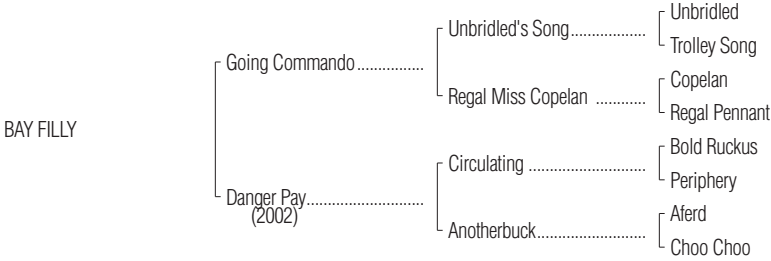 Unbridled
Unbridled's Song..................
Trolley Song
Going Commando................
Copelan
Regal Miss Copelan ............
Regal Pennant
BAY FILLY
Bold Ruckus
Circulating ............................
Periphery
Danger Pay............................
(2002)
Aferd
Anotherbuck..........................
Choo Choo